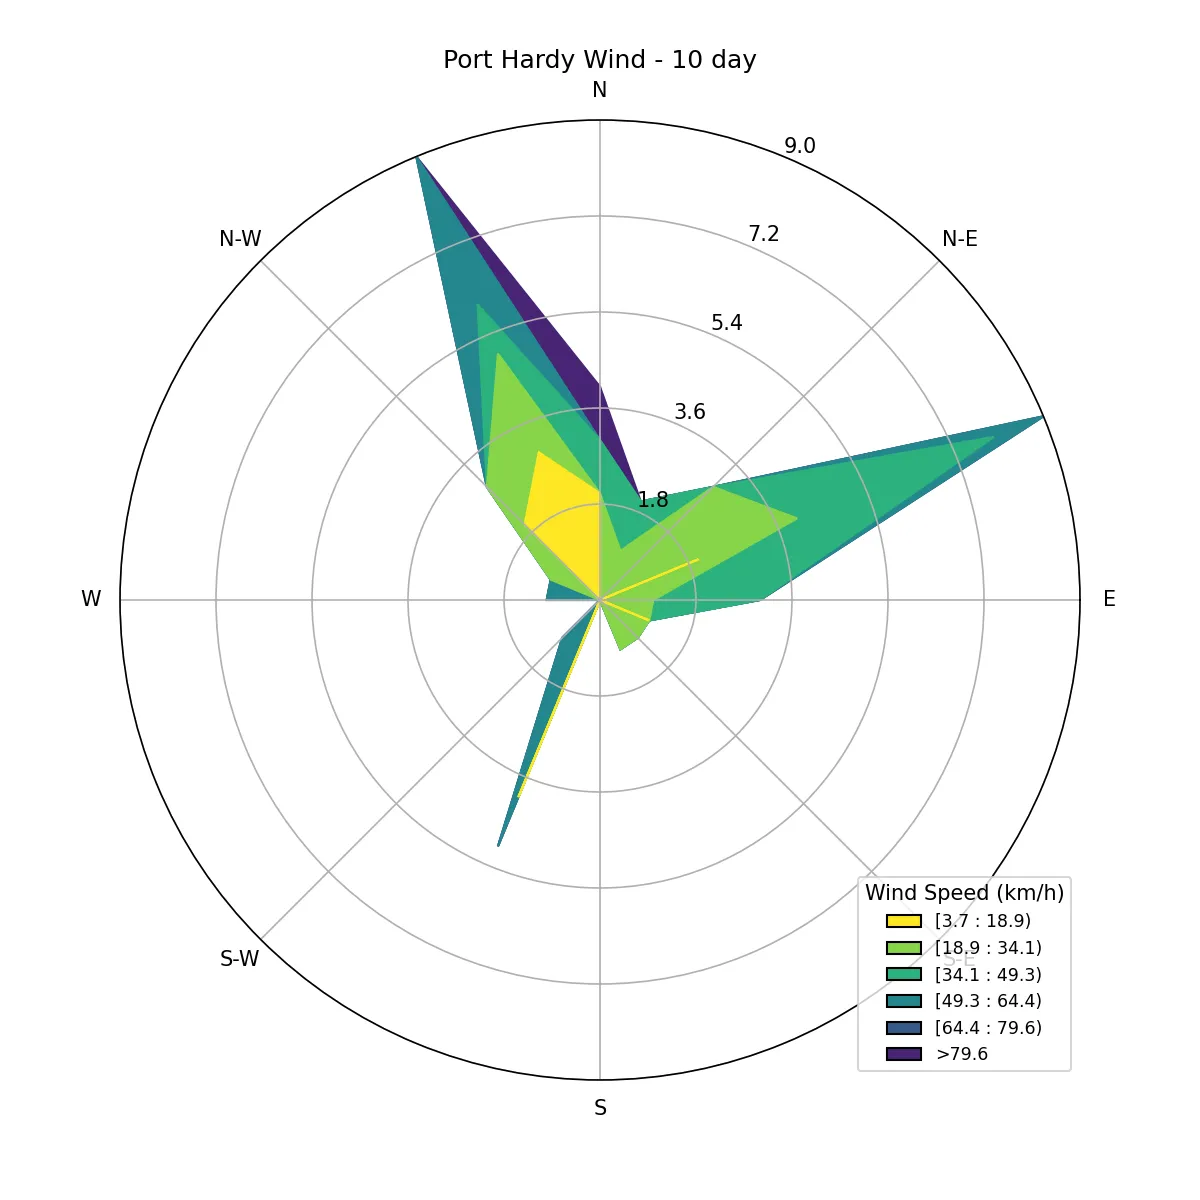 Port Hardy Wind - 10 day
N
9.0
N-W
7.2
N-E
5.4
3.6
1.8
W
E
S-W
S-E
S
Wind Speed (km/h)
[3.7 : 18.9)
[18.9 : 34.1)
[34.1 : 49.3)
[49.3 : 64.4)
[64.4 : 79.6)
>79.6